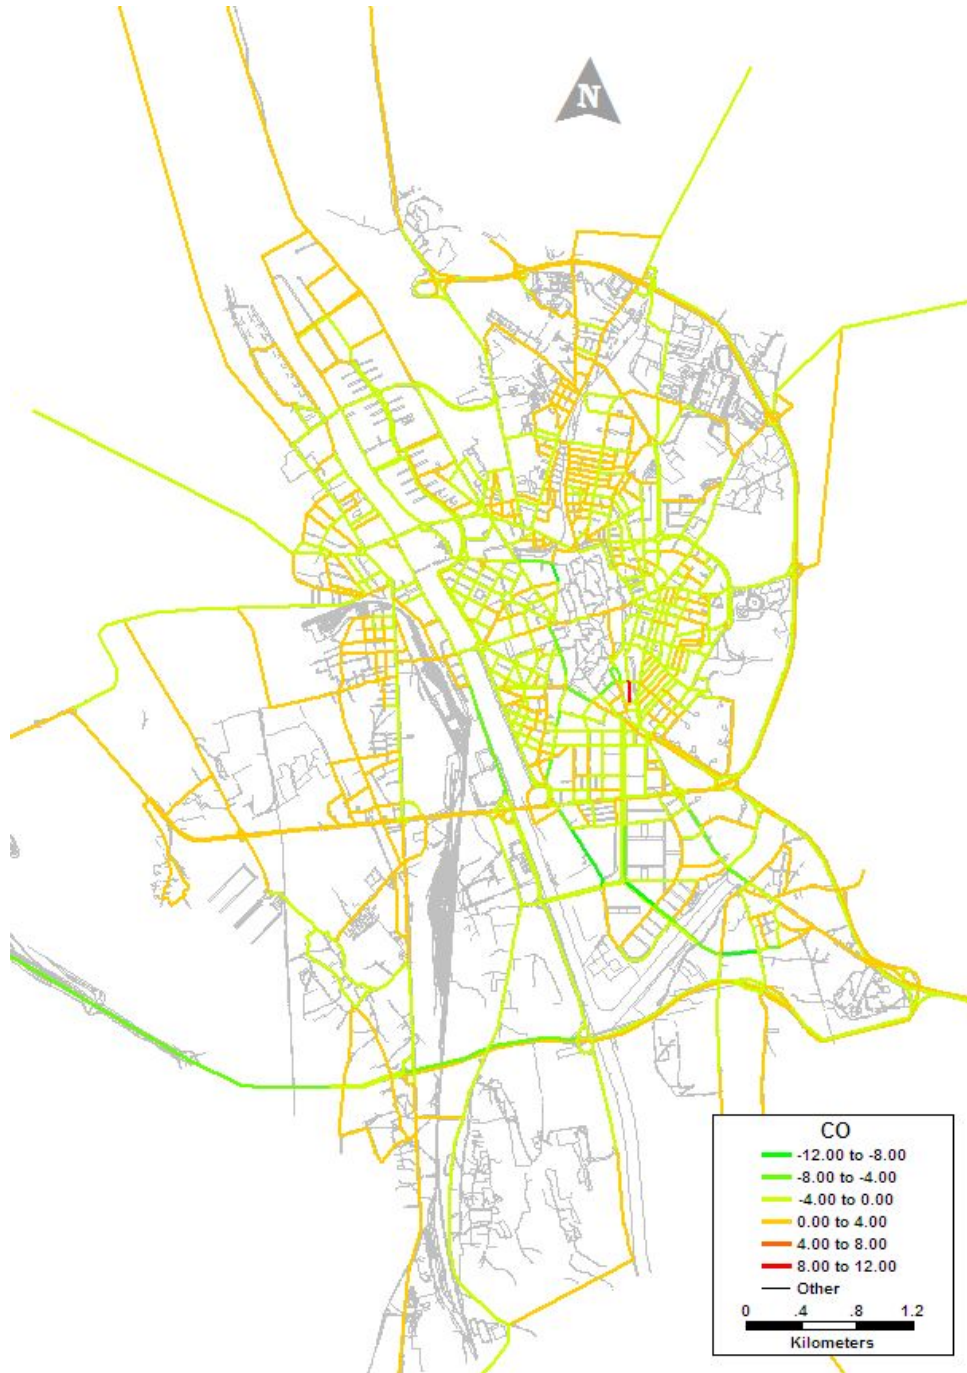 N
CO
-12.00 to -8.00
-8.00 to -4.00
-4.00 to 0.00
0.00 to 4.00
4.00 to 8.00
8.00 to 12.00
Other
0 .4 .8 1.2
Kilometers